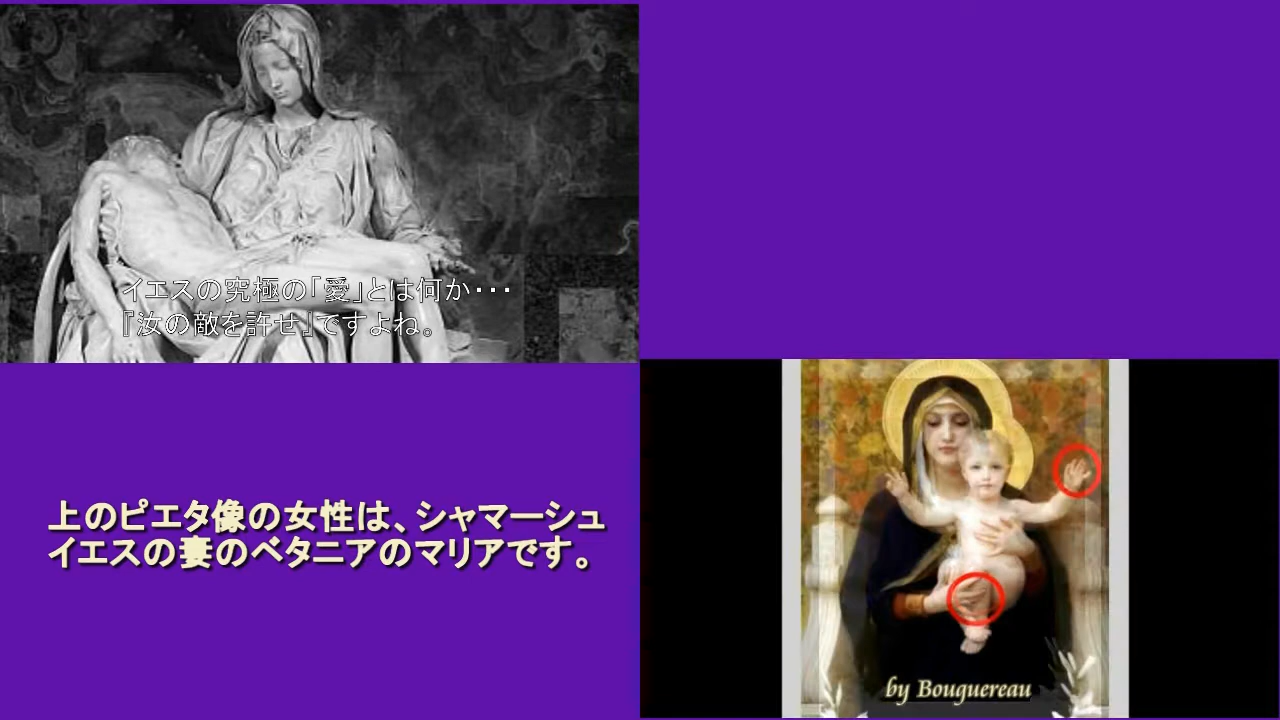 イエスの究極の「愛」とは何か・・・
『汝の敵を許せ』ですよね。
上のピエタ像の女性は、シャマーシュ
イエスの妻のベタニアのマリアです。
by Bouguereau